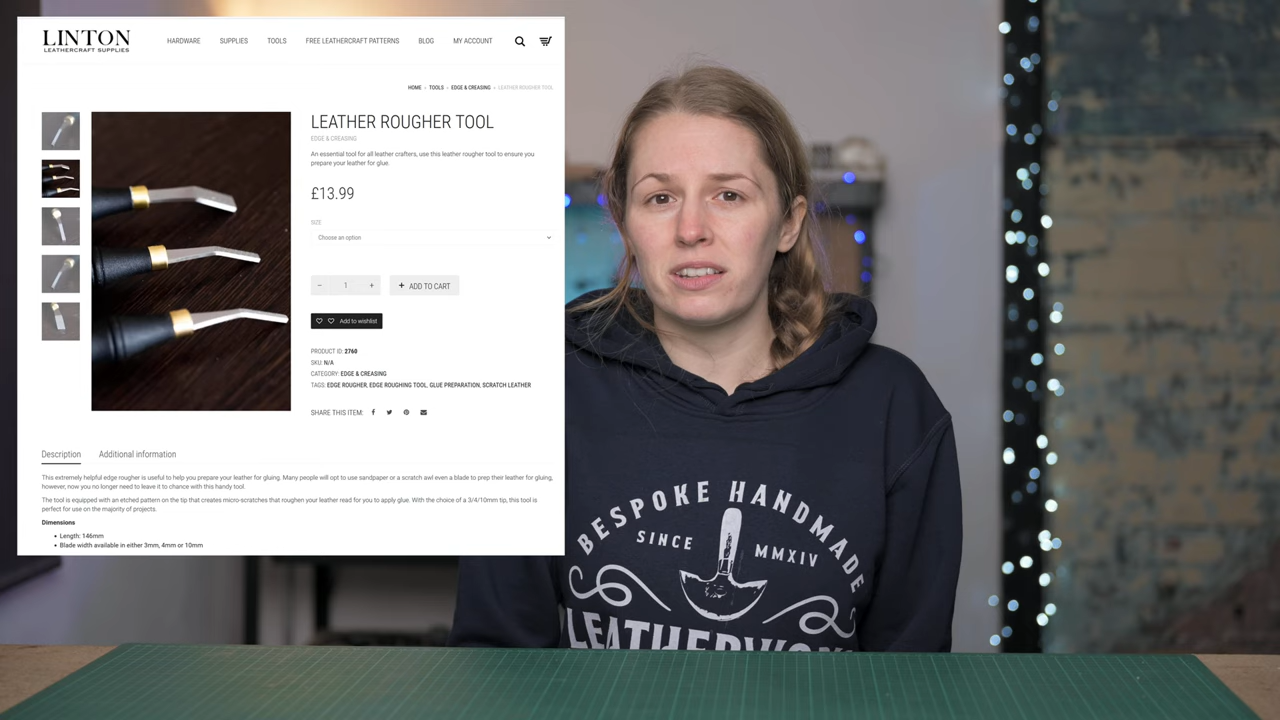 LINTON
LEATHERCRAFT SUPPLIES
HARDWARE SUPPLIES TOOLS FREE LEATHERCRAFT PATTERNS BLOG MY ACCOUNT
HOME TOOLS EDGE & CREASING LEATHER ROUGHER TOOL
LEATHER ROUGHER TOOL
EDGE & CREASING
An essential tool for all leather crafters, use this leather rougher tool to ensure you
prepare your leather for glue.
£13.99
SIZE
Choose an option
− 1 + + ADD TO CART
Add to wishlist
PRODUCT ID: 2760
SKU: N/A
CATEGORY: EDGE & CREASING
TAGS: EDGE ROUGHER, EDGE ROUGHING TOOL, GLUE PREPARATION, SCRATCH LEATHER
SHARE THIS ITEM:
Description Additional information
This extremely helpful edge rougher is useful to help you prepare your leather for gluing. Many people will opt to use sandpaper or a scratch awl even a blade to prep their leather for gluing,
however, now you no longer need to leave it to chance with this handy tool.
The tool is equipped with an etched pattern on the tip that creates micro-scratches that roughen your leather read for you to apply glue. With the choice of a 3/4/10mm tip, this tool is
perfect for use on the majority of projects.
Dimensions
• Length: 146mm
• Blade width available in either 3mm, 4mm or 10mm
BESPOKE HANDMADE
SINCE MMXIV